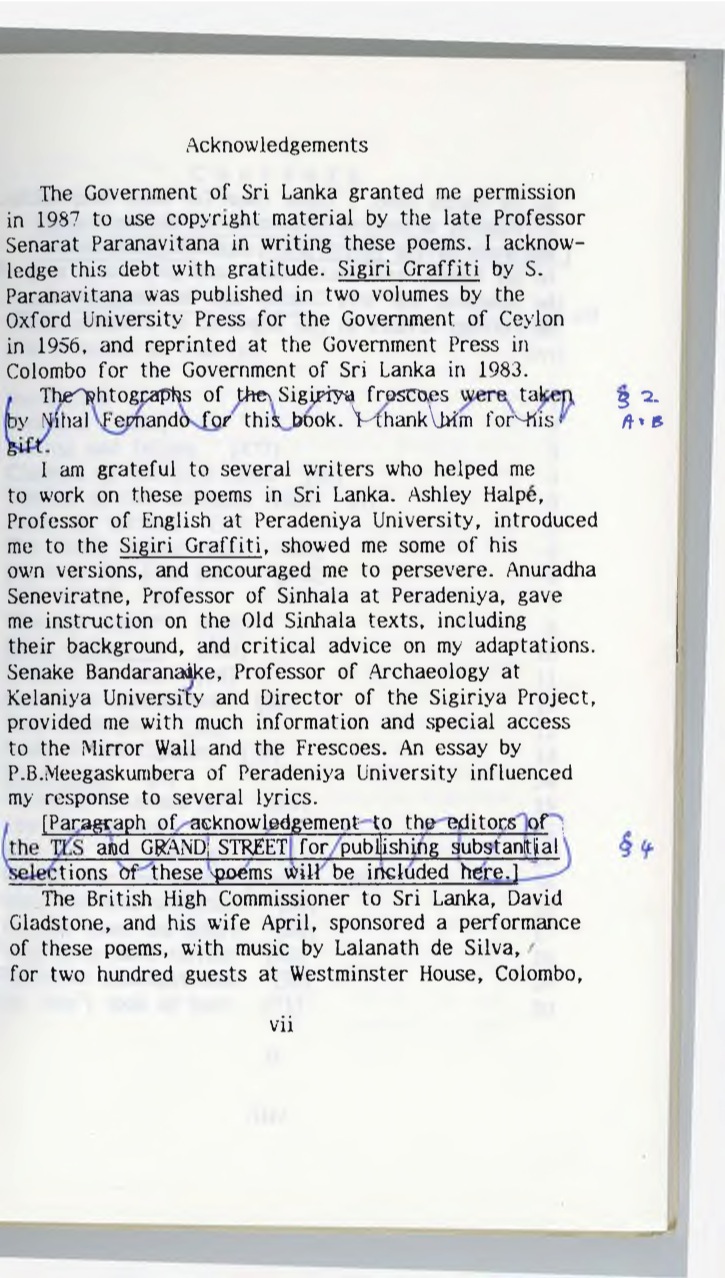 Acknowledgements
The Government of Sri Lanka granted me permission
in 1987 to use copyright material by the late Professor
Senarat Paranavitana in writing these poems. I acknow-
ledge this debt with gratitude. Sigiri Graffiti by S.
Paranavitana was published in two volumes by the
Oxford University Press for the Government of Ceylon
in 1956, and reprinted at the Government Press in
Colombo for the Government of Sri Lanka in 1983.
The phtographs of the Sigiriya frescoes were taken
by Nihal Fernando for this book. I thank him for his
gift.
§ 2
A + B
I am grateful to several writers who helped me
to work on these poems in Sri Lanka. Ashley Halpé,
Professor of English at Peradeniya University, introduced
me to the Sigiri Graffiti, showed me some of his
own versions, and encouraged me to persevere. Anuradha
Seneviratne, Professor of Sinhala at Peradeniya, gave
me instruction on the Old Sinhala texts, including
their background, and critical advice on my adaptations.
Senake Bandaranaike, Professor of Archaeology at
Kelaniya University and Director of the Sigiriya Project,
provided me with much information and special access
to the Mirror Wall and the Frescoes. An essay by
P.B.Meegaskumbera of Peradeniya University influenced
my response to several lyrics.
[Paragraph of acknowledgement to the editors of
the TLS and GRAND STREET for publishing substantial
selections of these poems will be included here.]
§ 4
The British High Commissioner to Sri Lanka, David
Gladstone, and his wife April, sponsored a performance
of these poems, with music by Lalanath de Silva,
for two hundred guests at Westminster House, Colombo,
vii